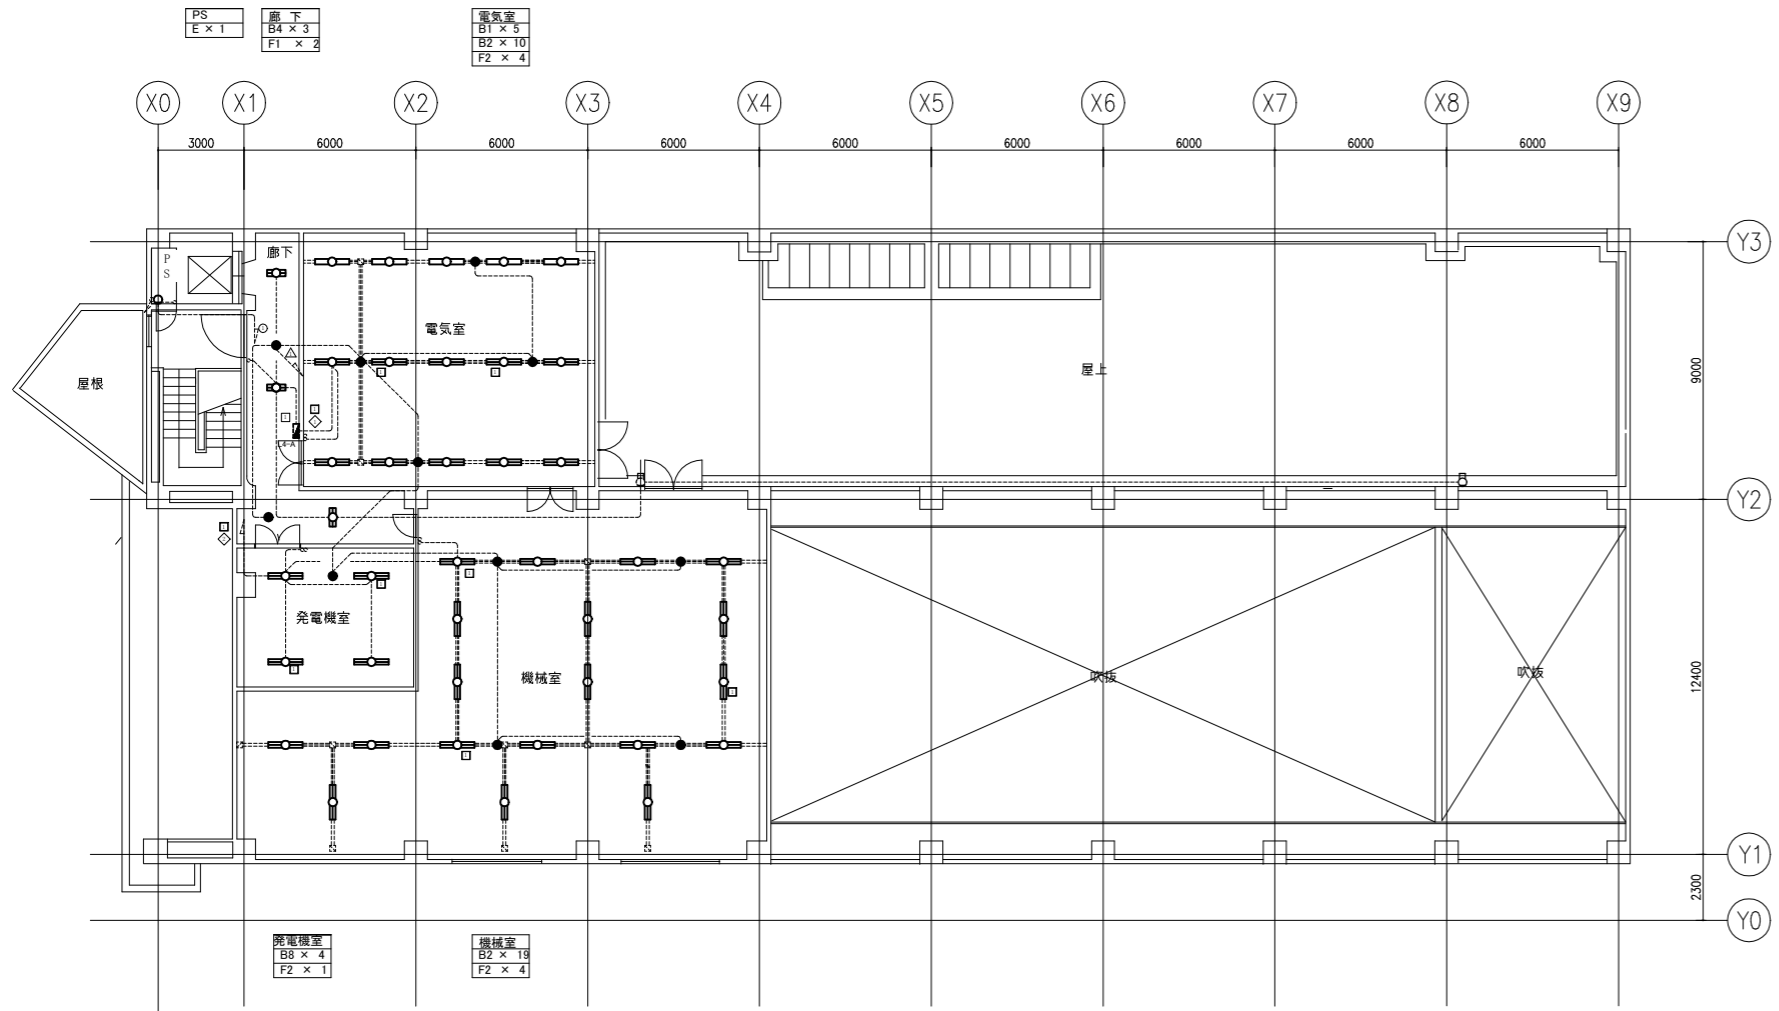 PS
E × 1
廊 下
B4 × 3
F1 × 2
電気室
B1 × 5
B2 × 10
F2 × 4
X0
X1
X2
X3
X4
X5
X6
X7
X8
X9
3000
6000
6000
6000
6000
6000
6000
6000
6000
Y3
廊下
P
S
電気室
屋上
屋根
9000
L4-A
Y2
発電機室
機械室
吹抜
吹抜
12400
Y1
2300
Y0
発電機室
B8 × 4
F2 × 1
機械室
B2 × 19
F2 × 4